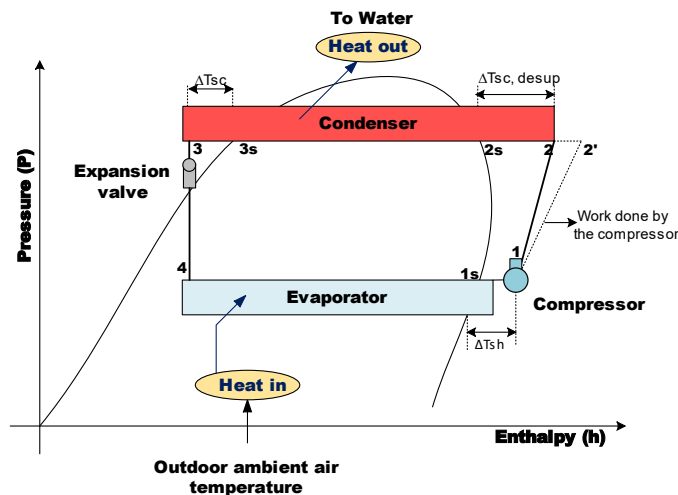 To Water
Heat out
ΔTsc
ΔTsc, desup
Condenser
3
3s
2s
2
2'
Expansion
valve
Pressure (P)
Work done by
the compressor
1
4
1s
Evaporator
Compressor
ΔTsh
Heat in
Enthalpy (h)
Outdoor ambient air
temperature